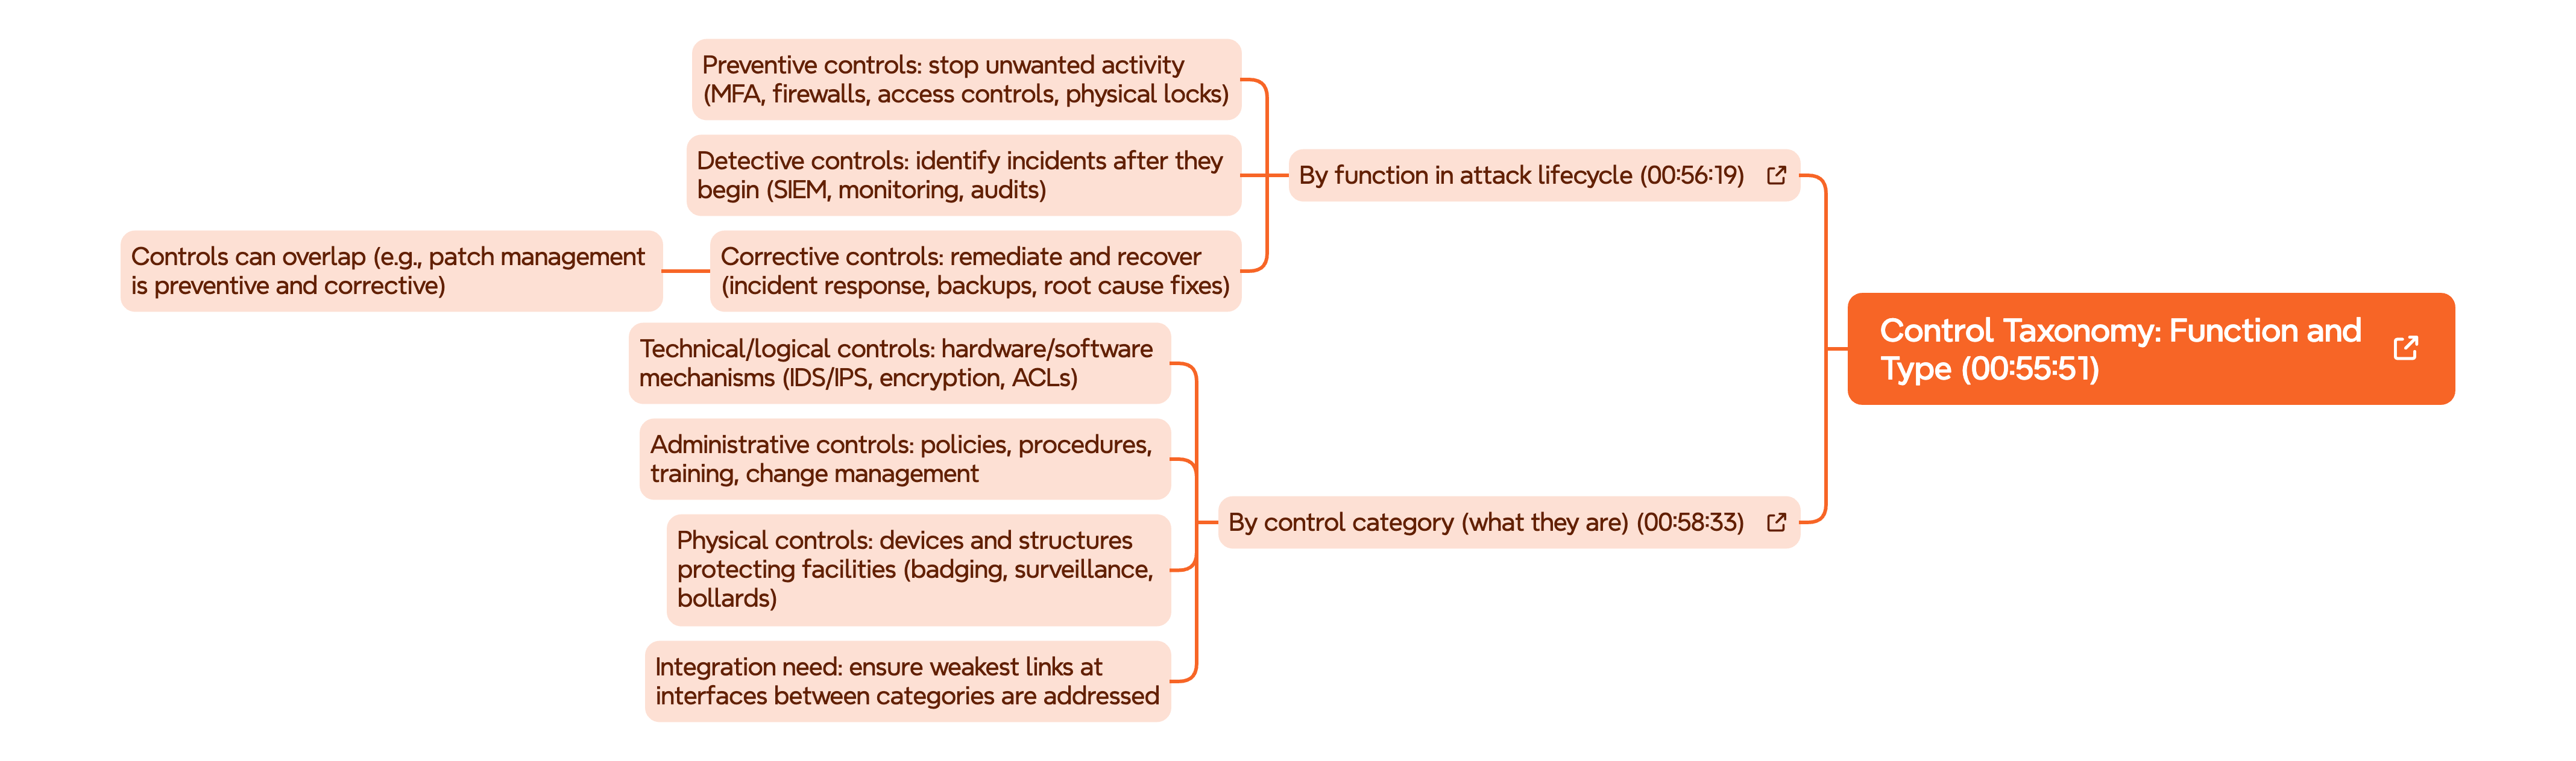 Preventive controls: stop unwanted activity
(MFA, firewalls, access controls, physical locks)
Detective controls: identify incidents after they
begin (SIEM, monitoring, audits)
By function in attack lifecycle (00:56:19)
Controls can overlap (e.g., patch management
is preventive and corrective)
Corrective controls: remediate and recover
(incident response, backups, root cause fixes)
Control Taxonomy: Function and
Type (00:55:51)
Technical/logical controls: hardware/software
mechanisms (IDS/IPS, encryption, ACLs)
Administrative controls: policies, procedures,
training, change management
By control category (what they are) (00:58:33)
Physical controls: devices and structures
protecting facilities (badging, surveillance,
bollards)
Integration need: ensure weakest links at
interfaces between categories are addressed